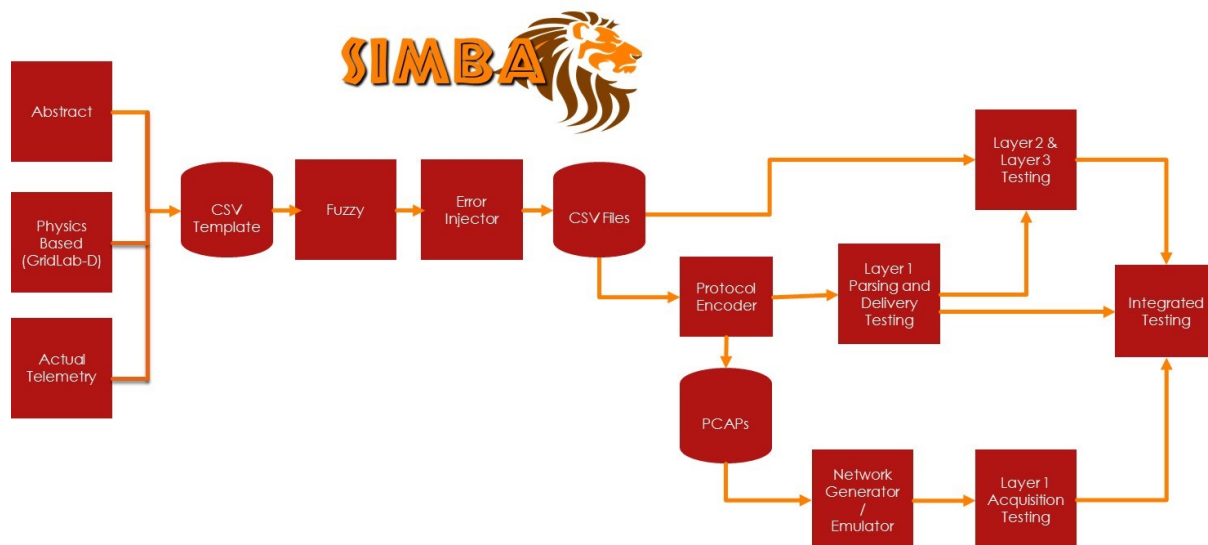 SIMBA
Abstract
Physics
Based
(GridLab-D)
Actual
Telemetry
CSV
Template
Fuzzy
Error
Injector
CSV Files
Layer 2 &
Layer 3
Testing
Protocol
Encoder
Layer 1
Parsing and
Delivery
Testing
Integrated
Testing
PCAPs
Network
Generator
/
Emulator
Layer 1
Acquisition
Testing